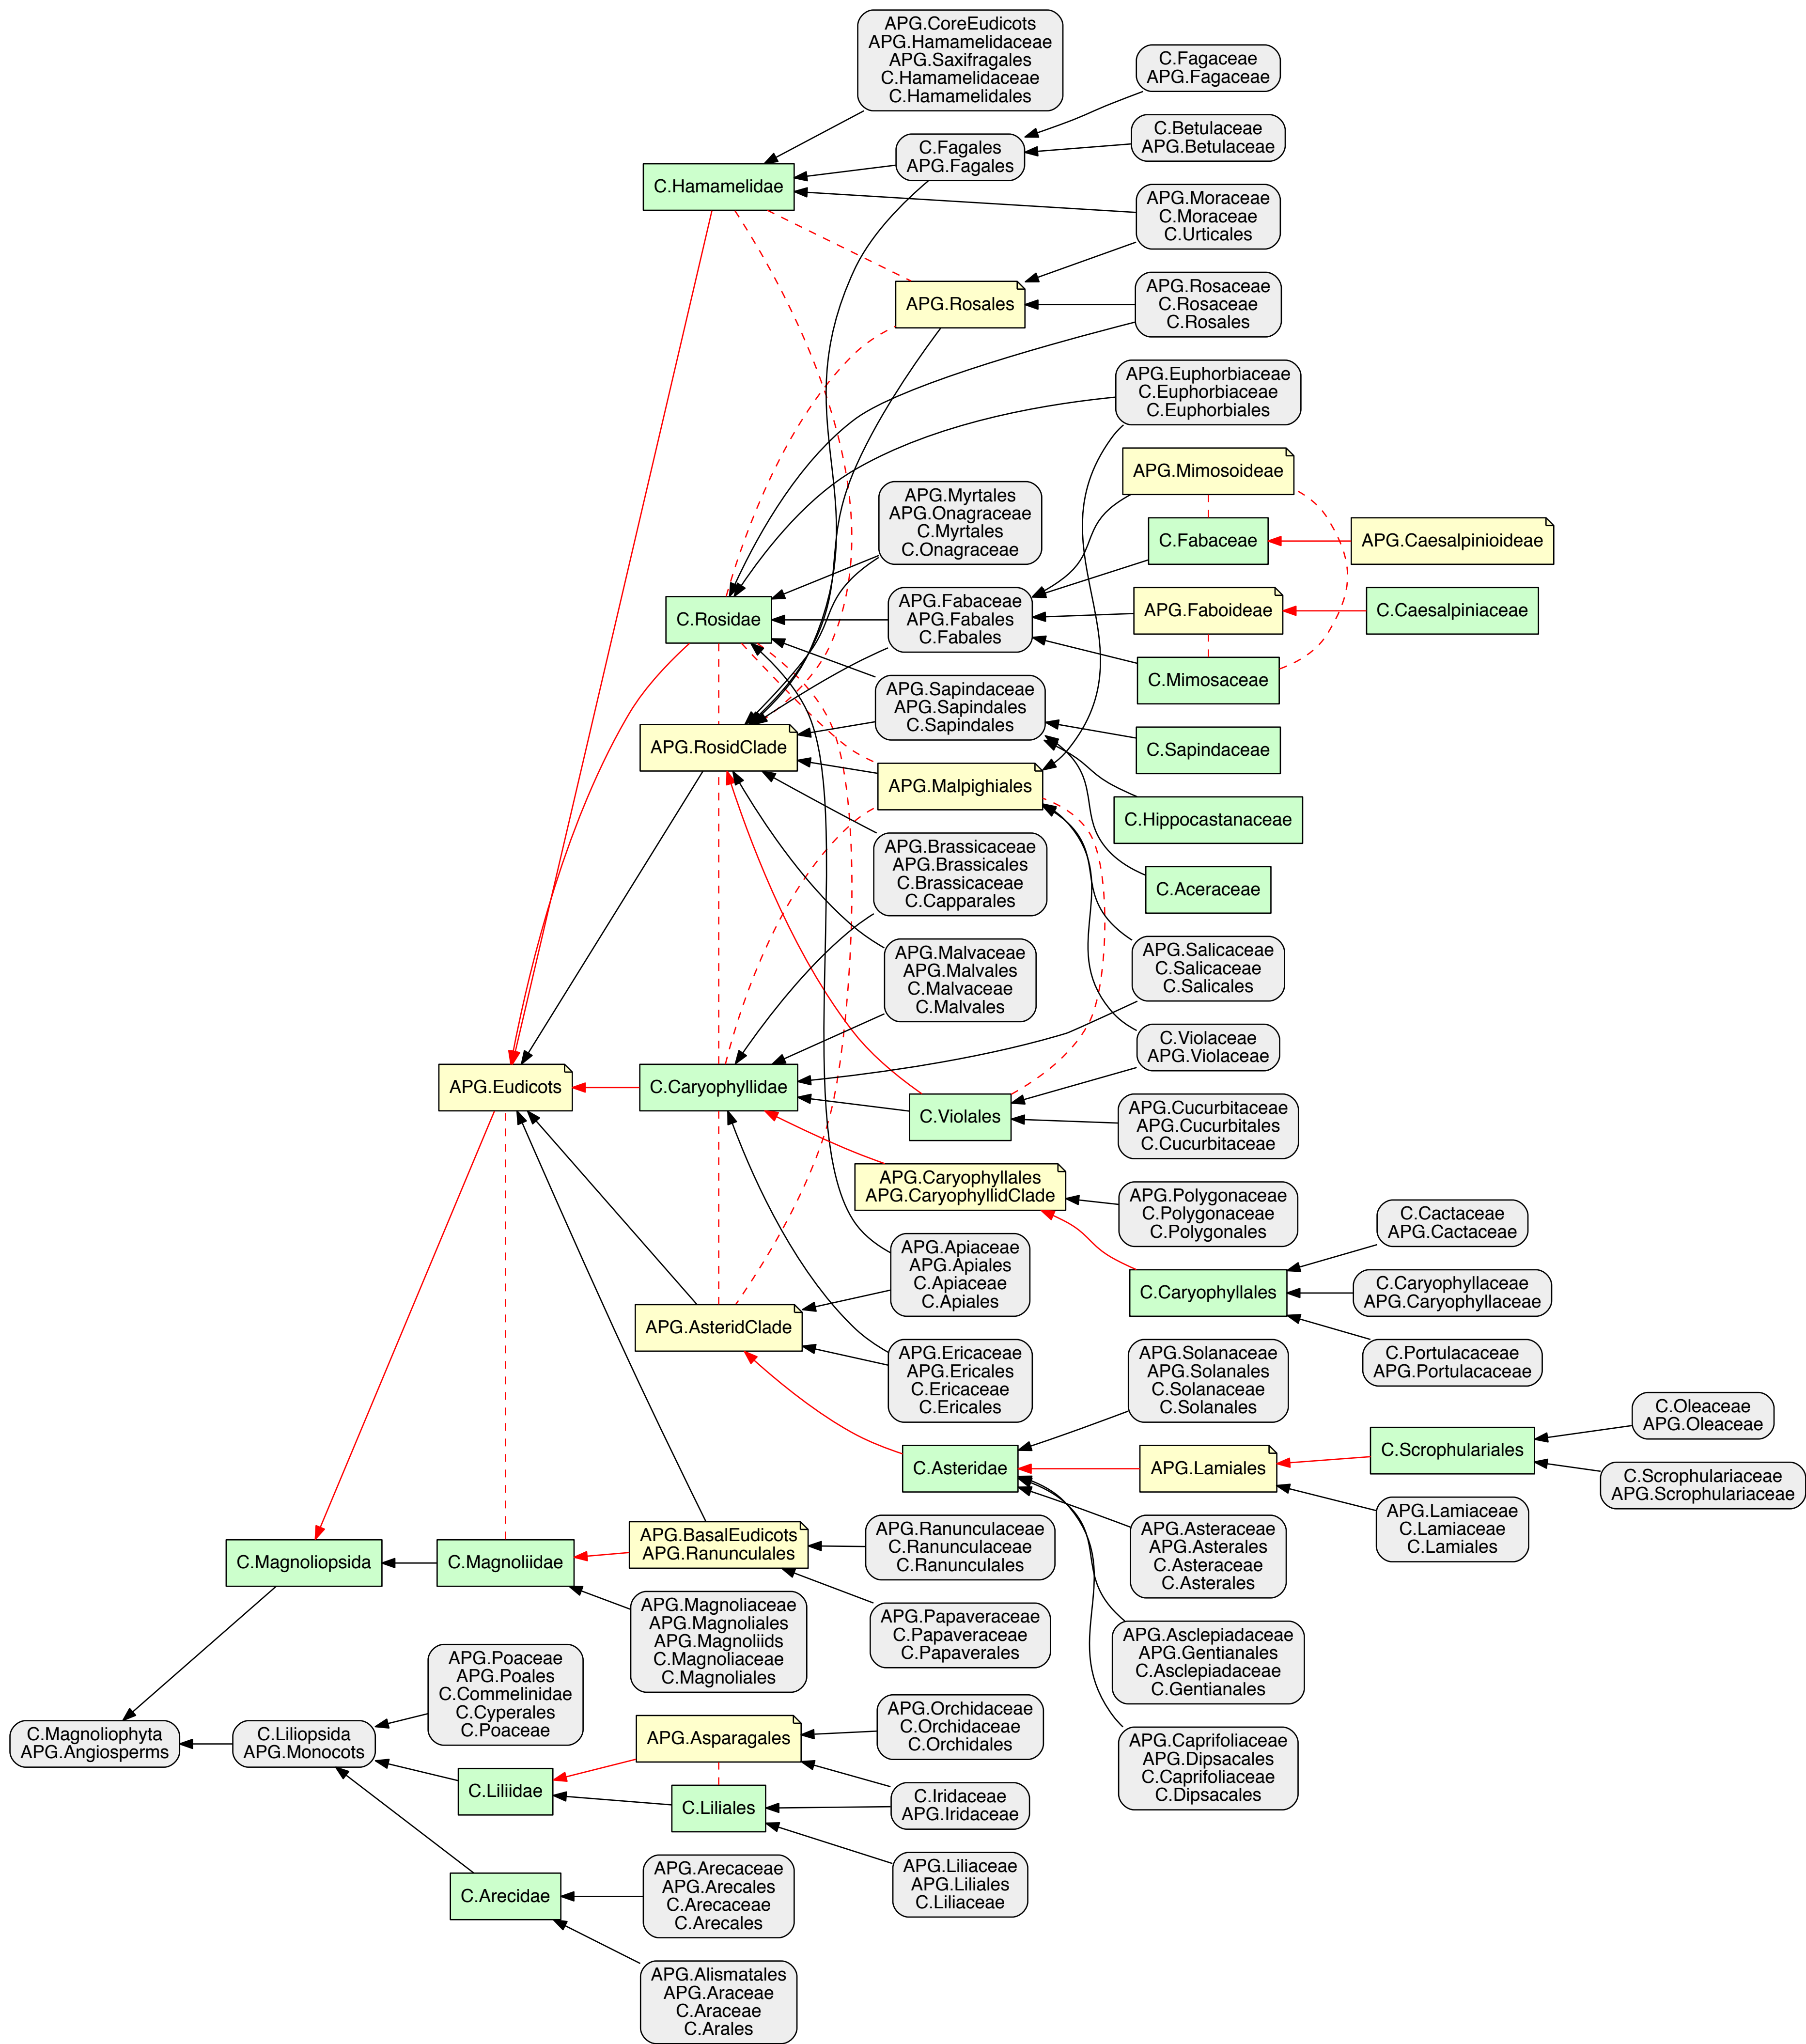 APG.CoreEudicots
APG.Hamamelidaceae
APG.Saxifragales
C.Hamamelidaceae
C.Hamamelidales
C.Fagaceae
APG.Fagaceae
C.Betulaceae
APG.Betulaceae
C.Fagales
APG.Fagales
C.Hamamelidae
APG.Moraceae
C.Moraceae
C.Urticales
APG.Rosales
APG.Rosaceae
C.Rosaceae
C.Rosales
APG.Euphorbiaceae
C.Euphorbiaceae
C.Euphorbiales
APG.Mimosoideae
APG.Myrtales
APG.Onagraceae
C.Myrtales
C.Onagraceae
C.Fabaceae
APG.Caesalpinioideae
C.Rosidae
APG.Fabaceae
APG.Fabales
C.Fabales
APG.Faboideae
C.Caesalpiniaceae
C.Mimosaceae
APG.Sapindaceae
APG.Sapindales
C.Sapindales
APG.RosidClade
C.Sapindaceae
APG.Malpighiales
C.Hippocastanaceae
APG.Brassicaceae
APG.Brassicales
C.Brassicaceae
C.Capparales
C.Aceraceae
APG.Malvaceae
APG.Malvales
C.Malvaceae
C.Malvales
APG.Salicaceae
C.Salicaceae
C.Salicales
C.Violaceae
APG.Violaceae
APG.Eudicots
C.Caryophyllidae
C.Violales
APG.Cucurbitaceae
APG.Cucurbitales
C.Cucurbitaceae
APG.Caryophyllales
APG.CaryophyllidClade
APG.Polygonaceae
C.Polygonaceae
C.Polygonales
C.Cactaceae
APG.Cactaceae
APG.Apiaceae
APG.Apiales
C.Apiaceae
C.Apiales
C.Caryophyllales
C.Caryophyllaceae
APG.Caryophyllaceae
APG.AsteridClade
C.Portulacaceae
APG.Portulacaceae
APG.Ericaceae
APG.Ericales
C.Ericaceae
C.Ericales
APG.Solanaceae
APG.Solanales
C.Solanaceae
C.Solanales
C.Oleaceae
APG.Oleaceae
C.Asteridae
APG.Lamiales
C.Scrophulariales
C.Scrophulariaceae
APG.Scrophulariaceae
APG.Lamiaceae
C.Lamiaceae
C.Lamiales
C.Magnoliopsida
C.Magnoliidae
APG.BasalEudicots
APG.Ranunculales
APG.Ranunculaceae
C.Ranunculaceae
C.Ranunculales
APG.Asteraceae
APG.Asterales
C.Asteraceae
C.Asterales
APG.Magnoliaceae
APG.Magnoliales
APG.Magnoliids
C.Magnoliaceae
C.Magnoliales
APG.Papaveraceae
C.Papaveraceae
C.Papaverales
APG.Asclepiadaceae
APG.Gentianales
C.Asclepiadaceae
C.Gentianales
APG.Poaceae
APG.Poales
C.Commelinidae
C.Cyperales
C.Poaceae
C.Magnoliophyta
APG.Angiosperms
C.Liliopsida
APG.Monocots
APG.Asparagales
APG.Orchidaceae
C.Orchidaceae
C.Orchidales
APG.Caprifoliaceae
APG.Dipsacales
C.Caprifoliaceae
C.Dipsacales
C.Liliidae
C.Liliales
C.Iridaceae
APG.Iridaceae
APG.Liliaceae
APG.Liliales
C.Liliaceae
C.Arecidae
APG.Arecaceae
APG.Arecales
C.Arecaceae
C.Arecales
APG.Alismatales
APG.Araceae
C.Araceae
C.Arales